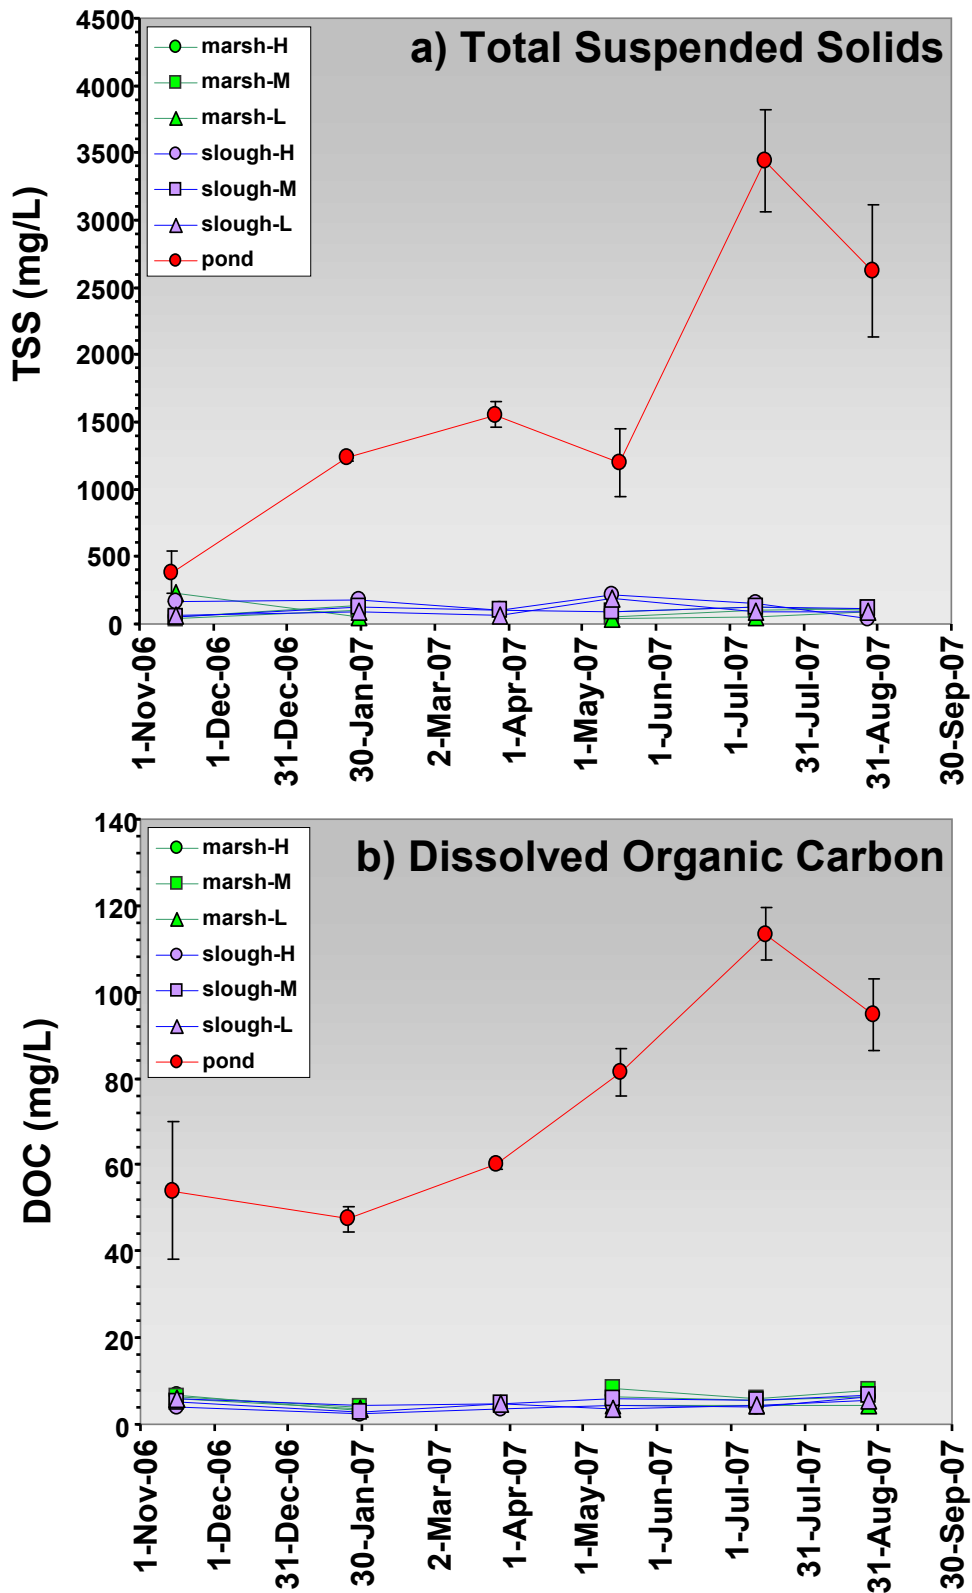 a) Total Suspended Solids
marsh-H
marsh-M
marsh-L
slough-H
slough-M
slough-L
pond
TSS (mg/L)
4500
4000
3500
3000
2500
2000
1500
1000
500
0
1-Nov-06
1-Dec-06
31-Dec-06
30-Jan-07
2-Mar-07
1-Apr-07
1-May-07
1-Jun-07
1-Jul-07
31-Jul-07
31-Aug-07
30-Sep-07
b) Dissolved Organic Carbon
marsh-H
marsh-M
marsh-L
slough-H
slough-M
slough-L
pond
DOC (mg/L)
140
120
100
80
60
40
20
0
1-Nov-06
1-Dec-06
31-Dec-06
30-Jan-07
2-Mar-07
1-Apr-07
1-May-07
1-Jun-07
1-Jul-07
31-Jul-07
31-Aug-07
30-Sep-07